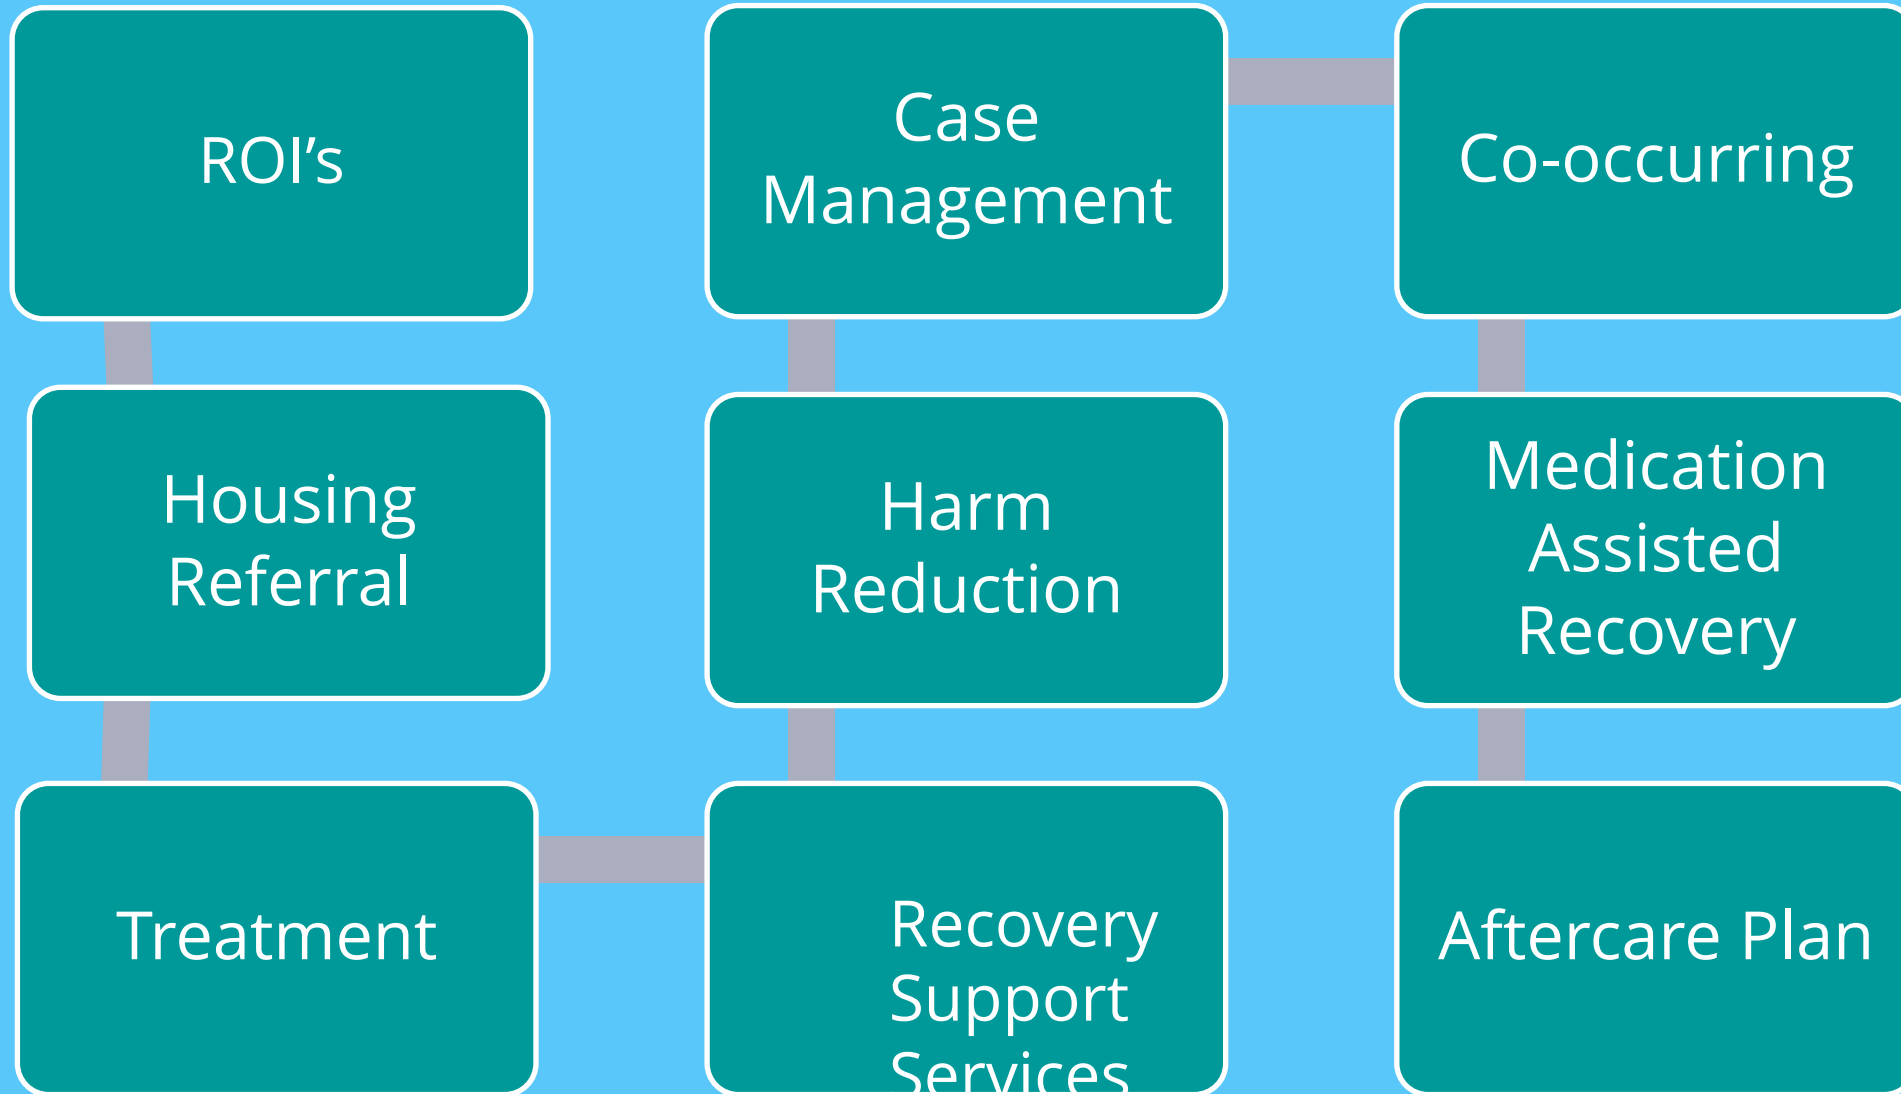 ROI’s
Housing
Referral
Treatment
Recovery
Support
Services
Harm
Reduction
Case
Management
Co-occurring
Medication
Assisted
Recovery
Aftercare Plan